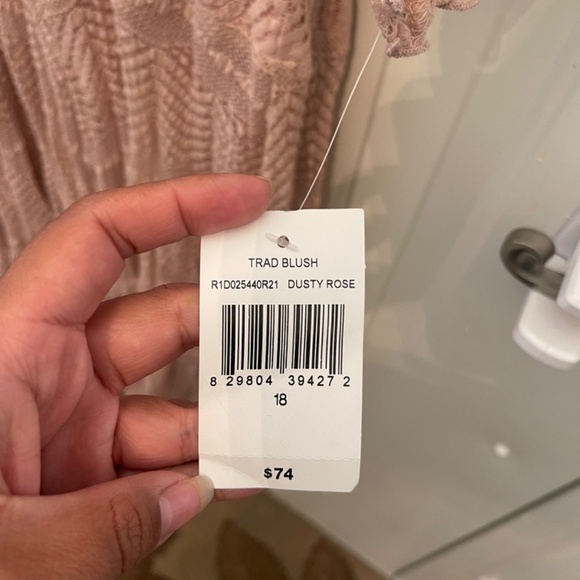 TRAD BLUSH
R1D025440R21 DUSTY ROSE
8 29804 39427 2
18
$74